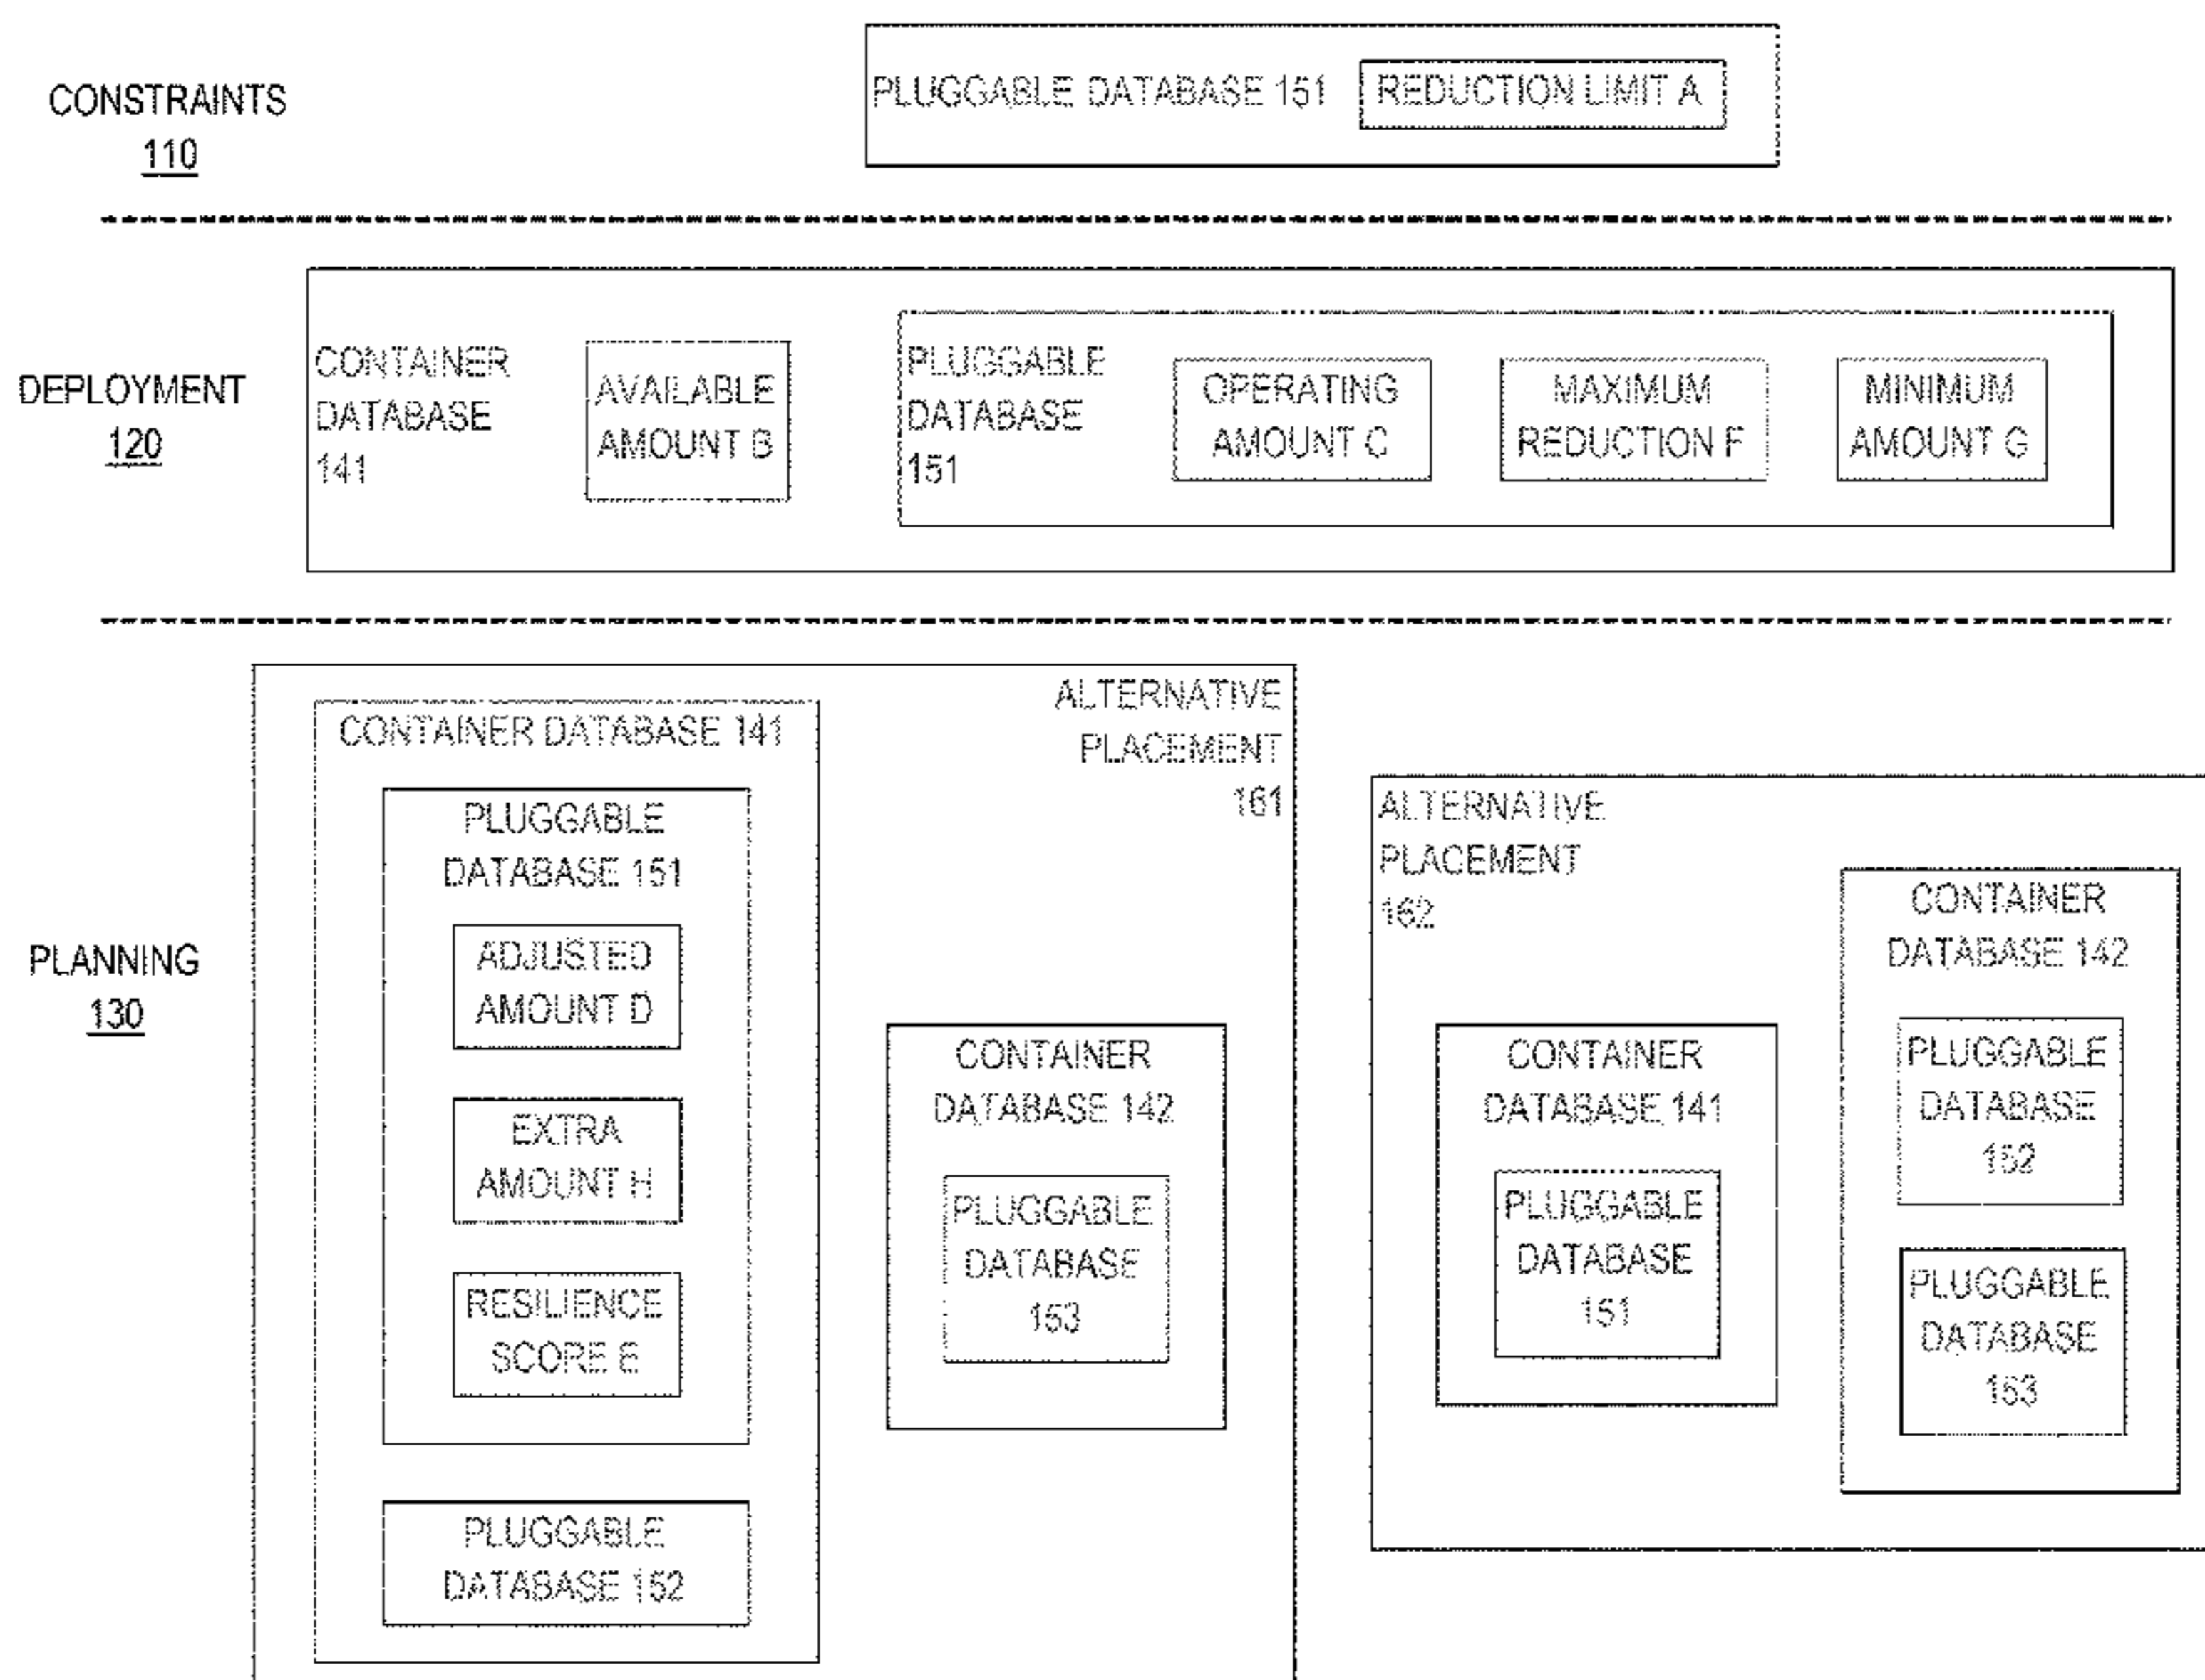 CONSTRAINTS
110
PLUGGABLE DATABASE 151
REDUCTION LIMIT A
DEPLOYMENT
120
CONTAINER
DATABASE
141
AVAILABLE
AMOUNT B
PLUGGABLE
DATABASE
151
OPERATING
AMOUNT C
MAXIMUM
REDUCTION F
MINIMUM
AMOUNT G
PLANNING
130
ALTERNATIVE
PLACEMENT
161
CONTAINER DATABASE 141
PLUGGABLE
DATABASE 151
ADJUSTED
AMOUNT D
EXTRA
AMOUNT H
RESILIENCE
SCORE E
PLUGGABLE
DATABASE 152
CONTAINER
DATABASE 142
PLUGGABLE
DATABASE
153
ALTERNATIVE
PLACEMENT
162
CONTAINER
DATABASE 141
PLUGGABLE
DATABASE
151
CONTAINER
DATABASE 142
PLUGGABLE
DATABASE
152
PLUGGABLE
DATABASE
153